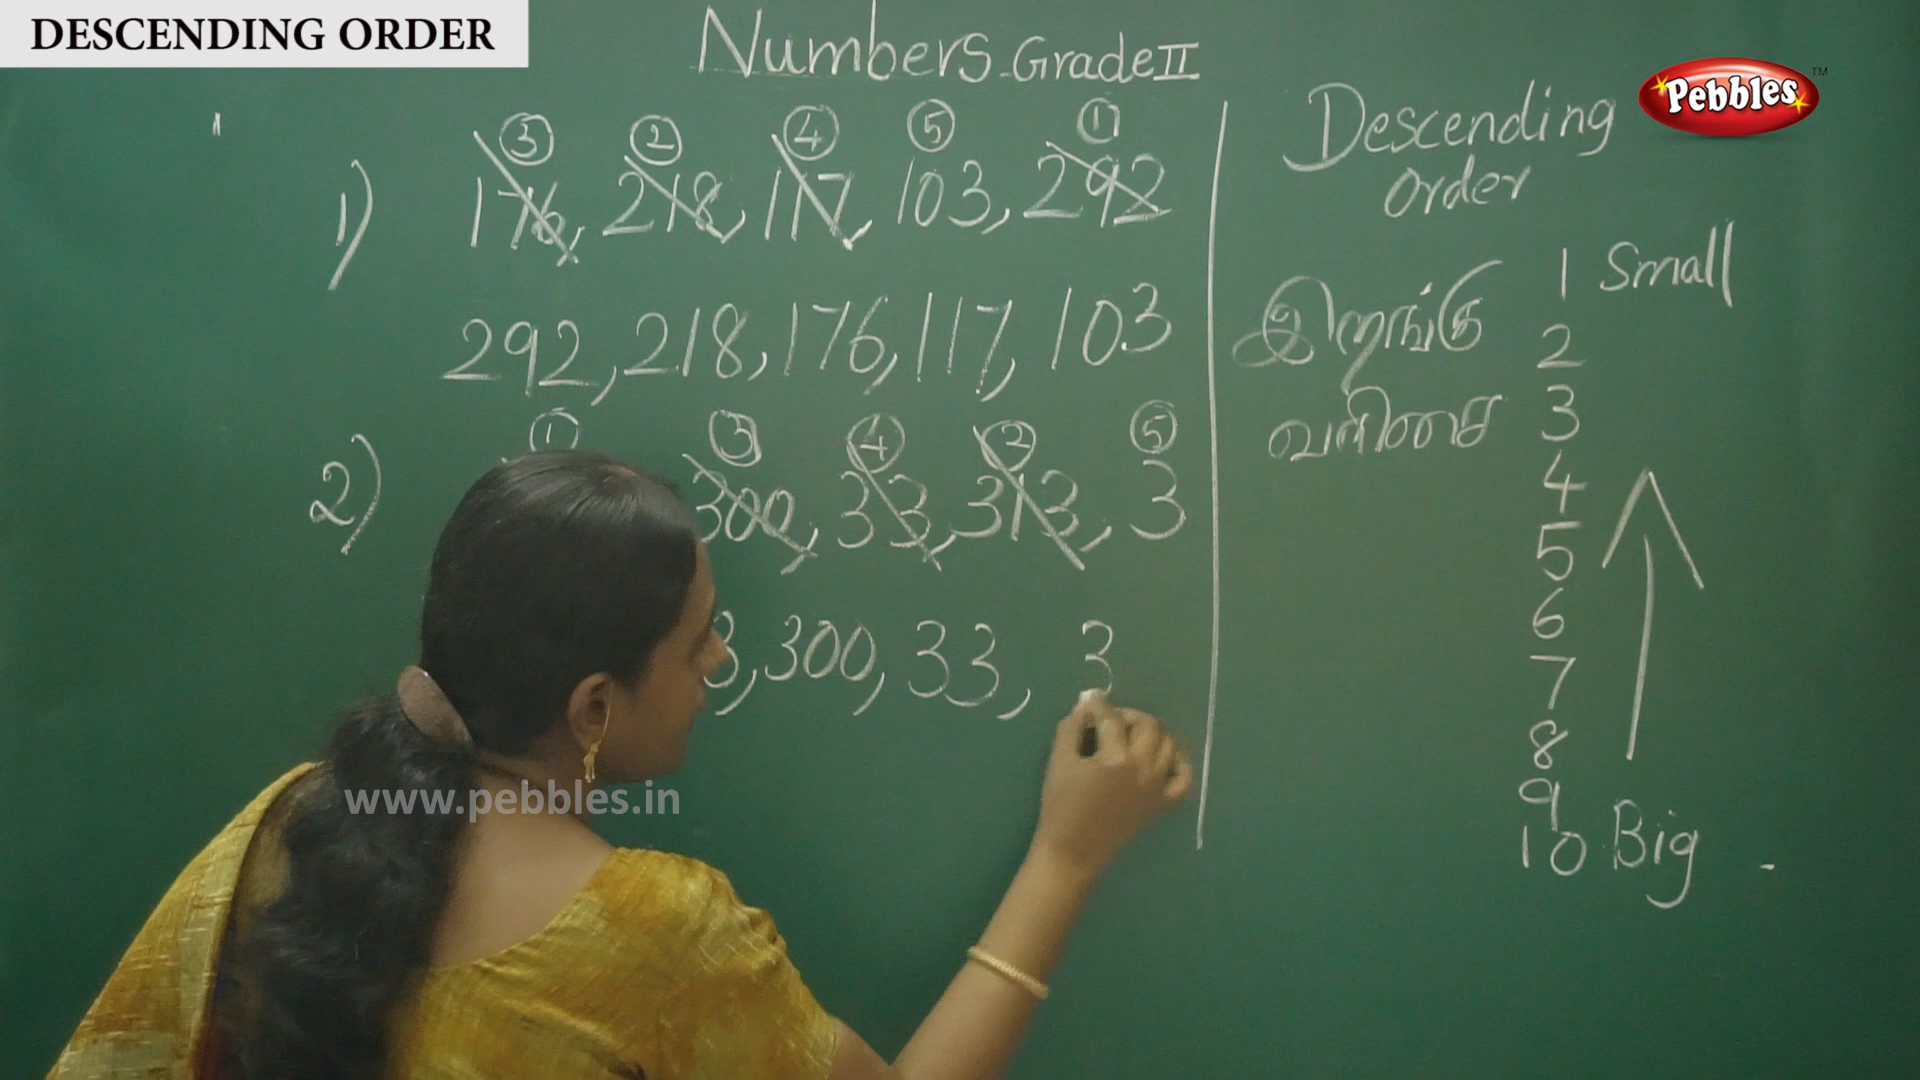 DESCENDING ORDER
Numbers - Grade II
Pebbles TM
Descending
order
3 2 4 5 1
1) 176, 218, 117, 103, 292
292, 218, 176, 117, 103
1 3 4 2 5
2) 300, 33, 313, 3
3, 300, 33, 3
இறங்கு
வரிசை
1 Small
2
3
4
5
6
7
8
9
10 Big
www.pebbles.in